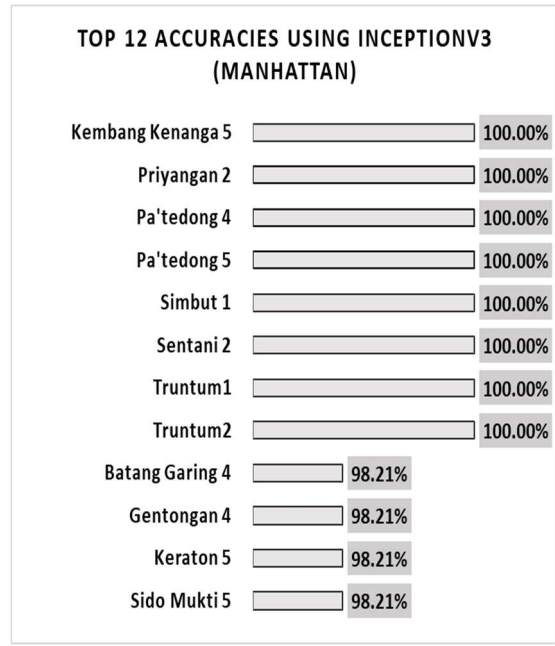 TOP 12 ACCURACIES USING INCEPTIONV3
(MANHATTAN)
Kembang Kenanga 5 100.00%
Priyangan 2 100.00%
Pa'tedong 4 100.00%
Pa'tedong 5 100.00%
Simbut 1 100.00%
Sentani 2 100.00%
Truntum1 100.00%
Truntum2 100.00%
Batang Garing 4 98.21%
Gentongan 4 98.21%
Keraton 5 98.21%
Sido Mukti 5 98.21%